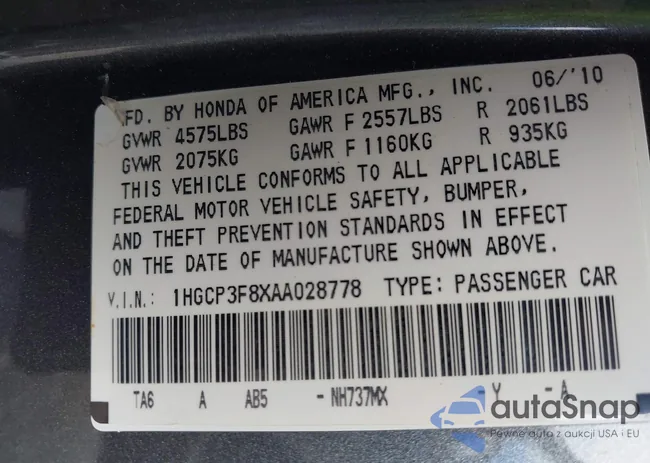 MFD. BY HONDA OF AMERICA MFG., INC. 06/'10
GVWR 4575LBS GAWR F 2557LBS R 2061LBS
GVWR 2075KG GAWR F 1160KG R 935KG
THIS VEHICLE CONFORMS TO ALL APPLICABLE
FEDERAL MOTOR VEHICLE SAFETY, BUMPER,
AND THEFT PREVENTION STANDARDS IN EFFECT
ON THE DATE OF MANUFACTURE SHOWN ABOVE.
V.I.N.: 1HGCP3F8XAA028778 TYPE: PASSENGER CAR
TA6 A AB5 -NH737MX -Y -A
autaSnap
Pewne auta z aukcji USA i EU